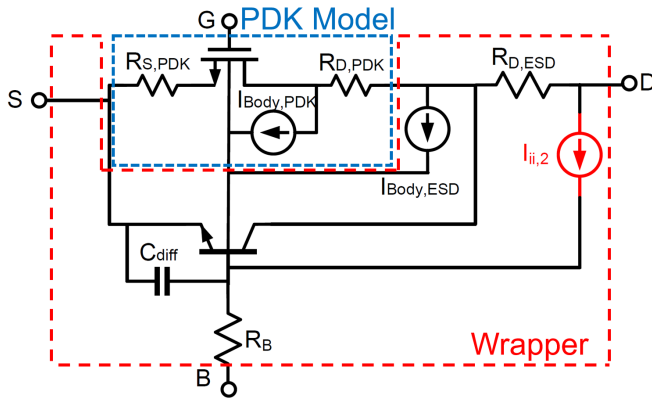 G PDK Model
R_S,PDK R_D,PDK R_D,ESD
S D
I_Body,PDK
I_ii,2
I_Body,ESD
C_diff
R_B Wrapper
B